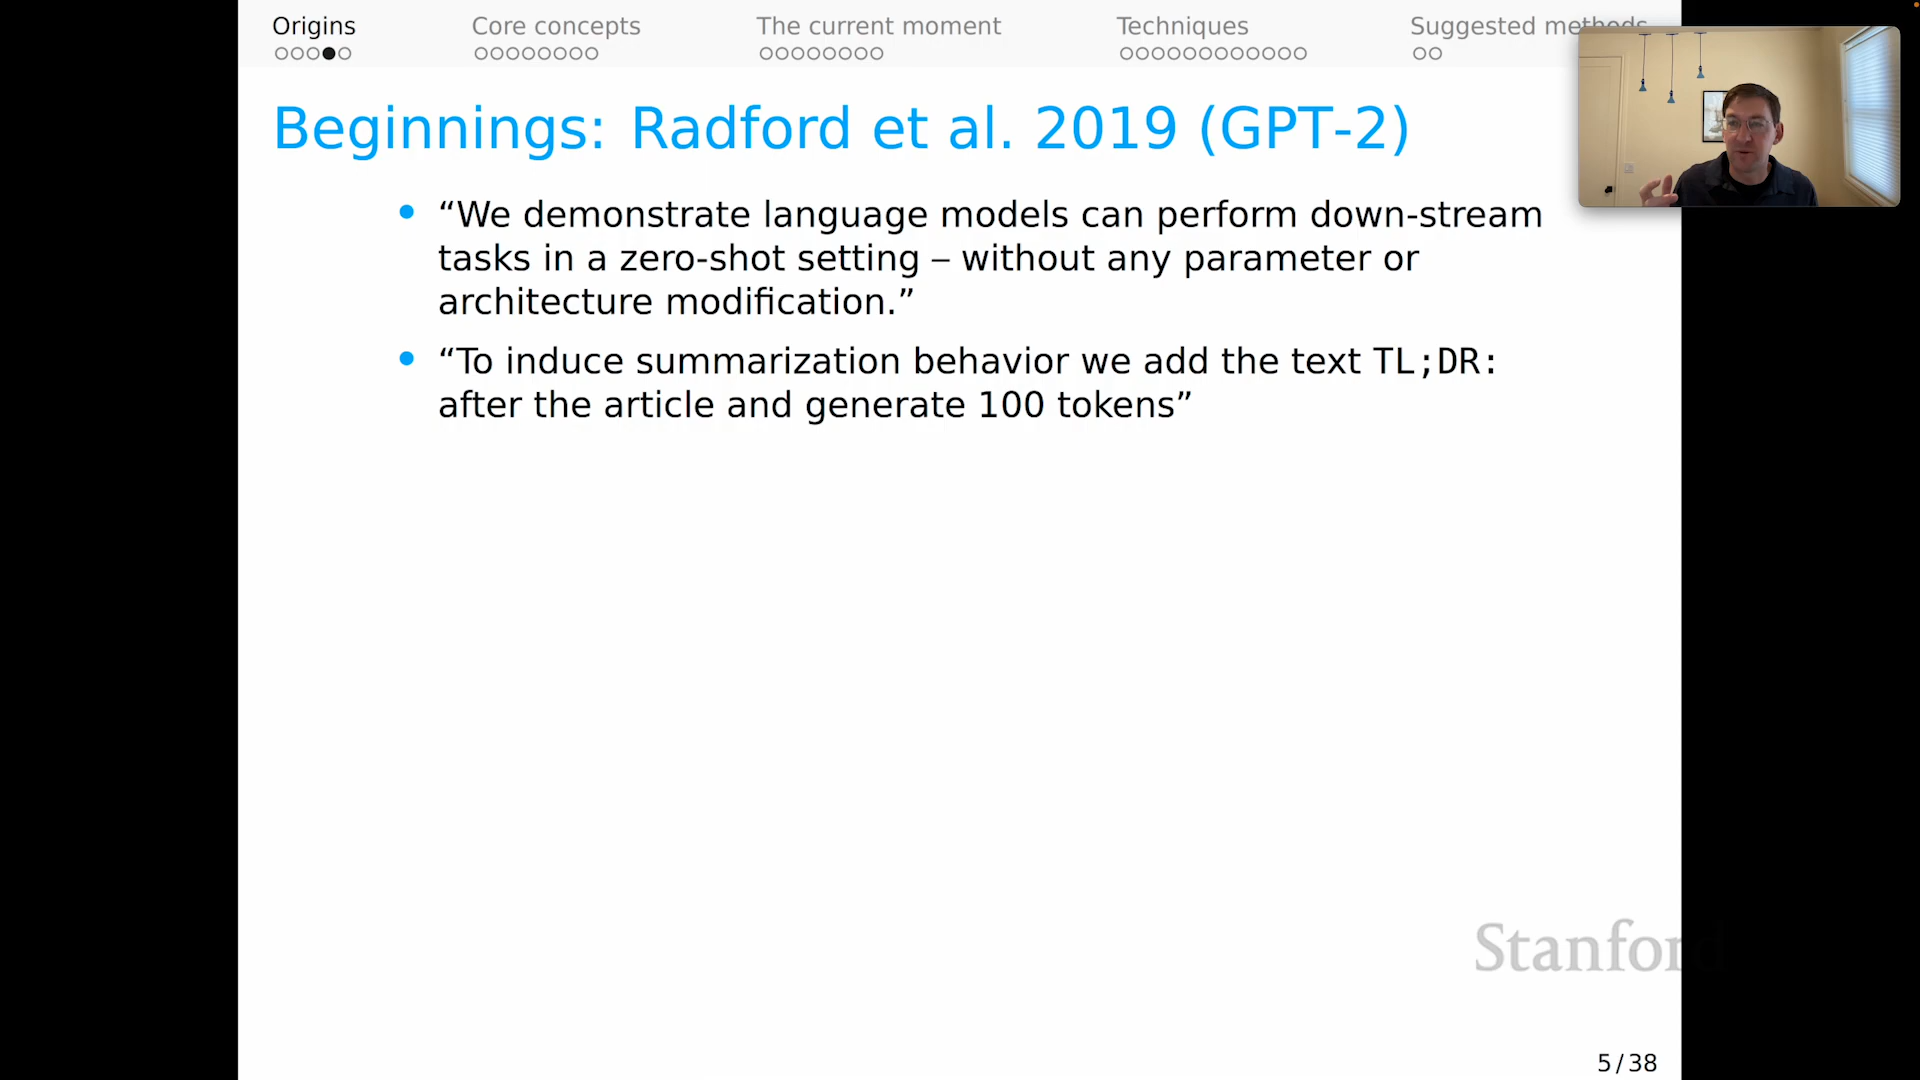 Origins
Core concepts
The current moment
Techniques
Suggested methods
Beginnings: Radford et al. 2019 (GPT-2)
“We demonstrate language models can perform down-stream
tasks in a zero-shot setting – without any parameter or
architecture modification.”
“To induce summarization behavior we add the text TL;DR:
after the article and generate 100 tokens”
Stanford
5 / 38